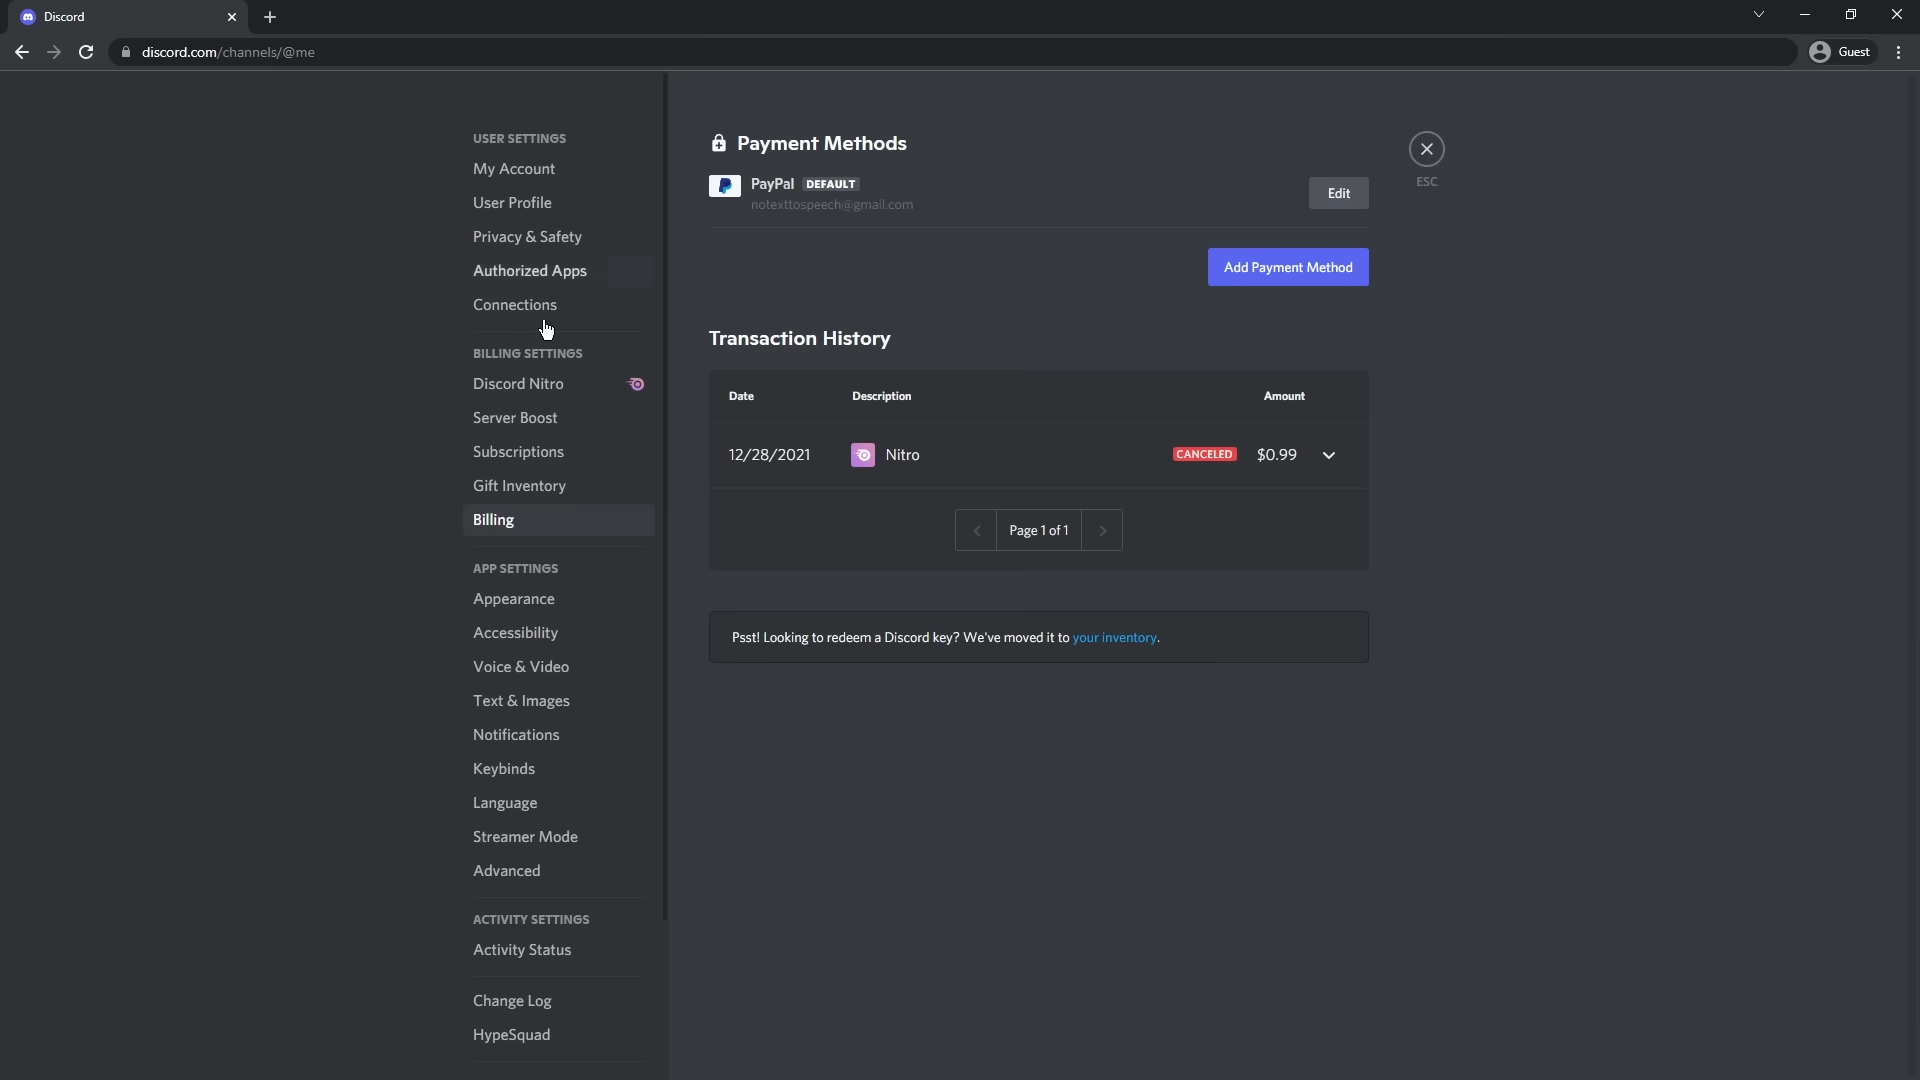 Discord
discord.com/channels/@me
Guest
USER SETTINGS
My Account
User Profile
Privacy & Safety
Authorized Apps
Connections
BILLING SETTINGS
Discord Nitro
Server Boost
Subscriptions
Gift Inventory
Billing
APP SETTINGS
Appearance
Accessibility
Voice & Video
Text & Images
Notifications
Keybinds
Language
Streamer Mode
Advanced
ACTIVITY SETTINGS
Activity Status
Change Log
HypeSquad
Payment Methods
PayPal DEFAULT
notexttospeech@gmail.com
Edit
Add Payment Method
ESC
Transaction History
Date Description Amount
12/28/2021 Nitro CANCELED $0.99
Page 1 of 1
Psst! Looking to redeem a Discord key? We've moved it to your inventory.